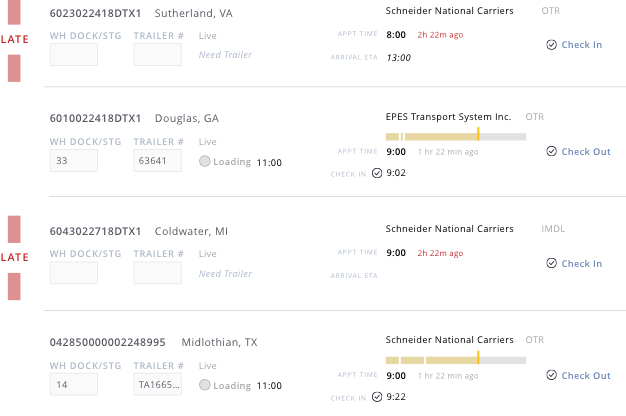 6023022418DTX1 Sutherland, VA Schneider National Carriers OTR
LATE WH DOCK/STG TRAILER # Live APPT TIME 8:00 2h 22m ago Check In
Need Trailer ARRIVAL ETA 13:00
6010022418DTX1 Douglas, GA EPES Transport System Inc. OTR
WH DOCK/STG TRAILER # Live APPT TIME 9:00 1 hr 22 min ago Check Out
33 63641 Loading 11:00 CHECK IN 9:02
6043022718DTX1 Coldwater, MI Schneider National Carriers IMDL
LATE WH DOCK/STG TRAILER # Live APPT TIME 9:00 2h 22m ago Check In
Need Trailer ARRIVAL ETA
042850000002248995 Midlothian, TX Schneider National Carriers OTR
WH DOCK/STG TRAILER # Live APPT TIME 9:00 1 hr 22 min ago Check Out
14 TA1665... Loading 11:00 CHECK IN 9:22